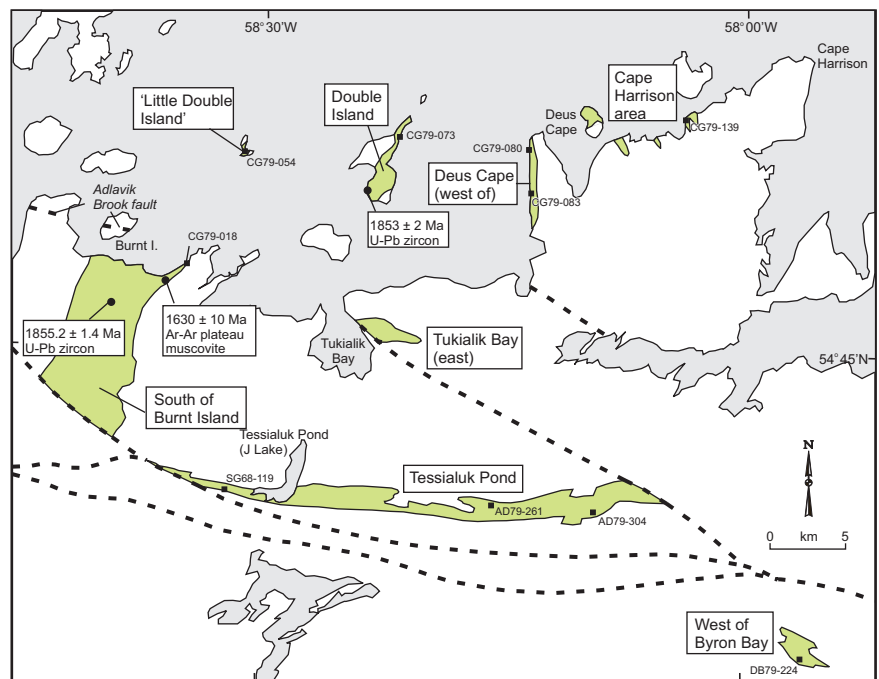 58°30'W
58°00'W
Cape
Harrison
Cape
Harrison
area
'Little Double
Island'
Double
Island
Deus
Cape
CG79-139
CG79-073
CG79-080
CG79-054
Deus Cape
(west of)
CG79-083
Adlavik
Brook fault
Burnt I.
CG79-018
1853 ± 2 Ma
U-Pb zircon
1855.2 ± 1.4 Ma
U-Pb zircon
1630 ± 10 Ma
Ar-Ar plateau
muscovite
Tukialik
Bay
Tukialik Bay
(east)
54°45'N
South of
Burnt Island
Tessialuk Pond
(J Lake)
SG68-119
Tessialuk Pond
AD79-261
AD79-304
N
0 km 5
West of
Byron Bay
DB79-224